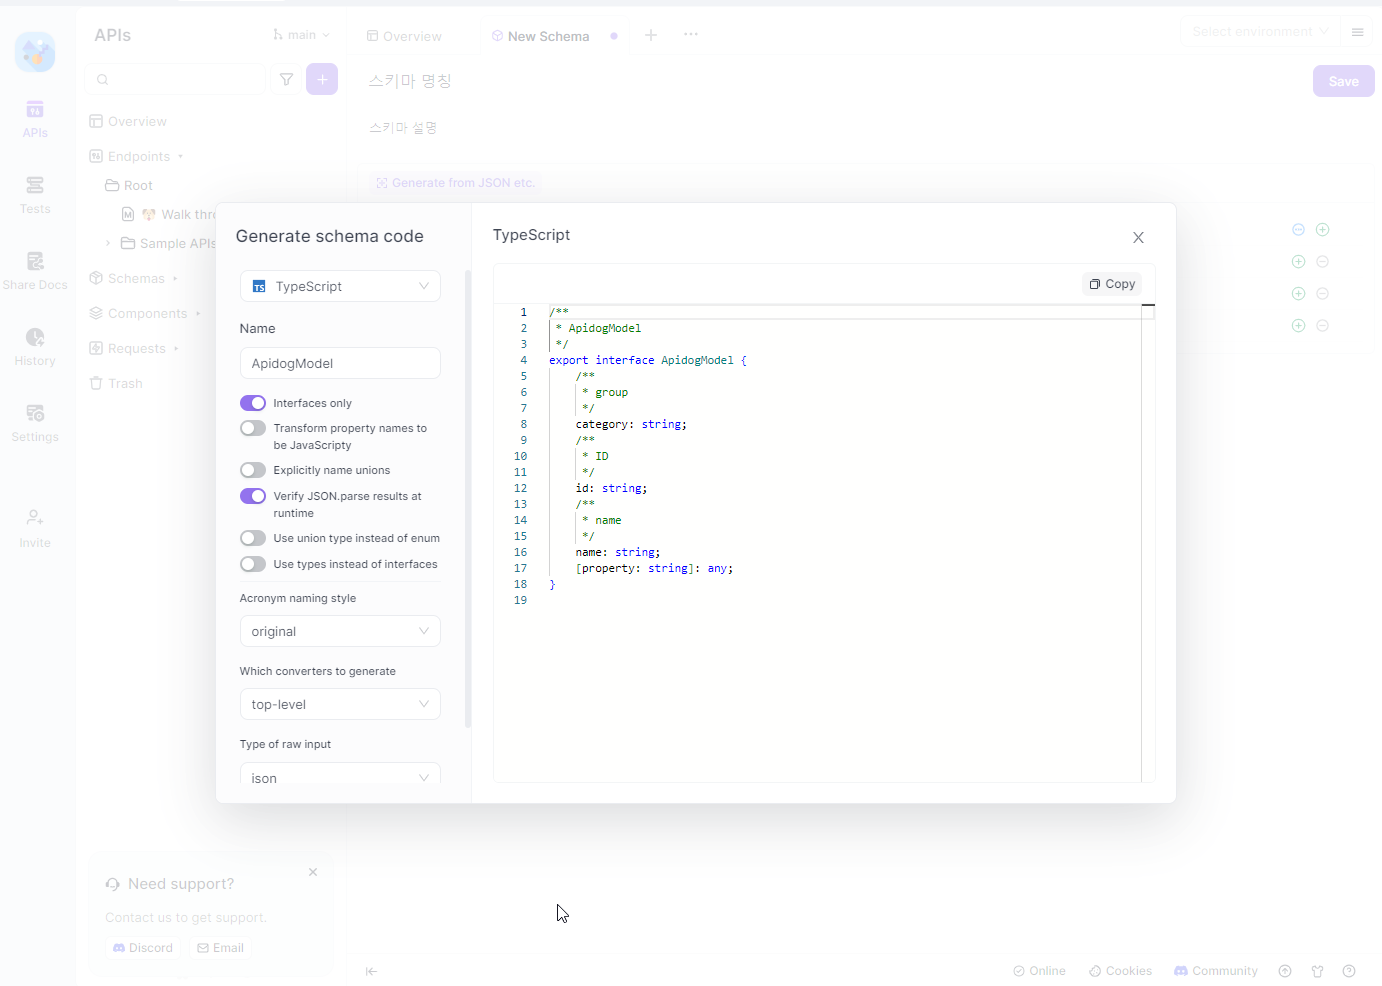 APIs
main
Overview
New Schema
Select environment
APIs
Tests
Share Docs
History
Settings
Invite
Overview
Endpoints
Root
Walk thro
Sample APIs
Schemas
Components
Requests
Trash
스키마 명칭
Save
스키마 설명
Generate from JSON etc.
Generate schema code
TypeScript
Name
ApidogModel
Interfaces only
Transform property names to
be JavaScripty
Explicitly name unions
Verify JSON.parse results at
runtime
Use union type instead of enum
Use types instead of interfaces
Acronym naming style
original
Which converters to generate
top-level
Type of raw input
json
TypeScript
Copy
1 /**
2 * ApidogModel
3 */
4 export interface ApidogModel {
5 /**
6 * group
7 */
8 category: string;
9 /**
10 * ID
11 */
12 id: string;
13 /**
14 * name
15 */
16 name: string;
17 [property: string]: any;
18 }
19
Need support?
Contact us to get support.
Discord
Email
Online
Cookies
Community